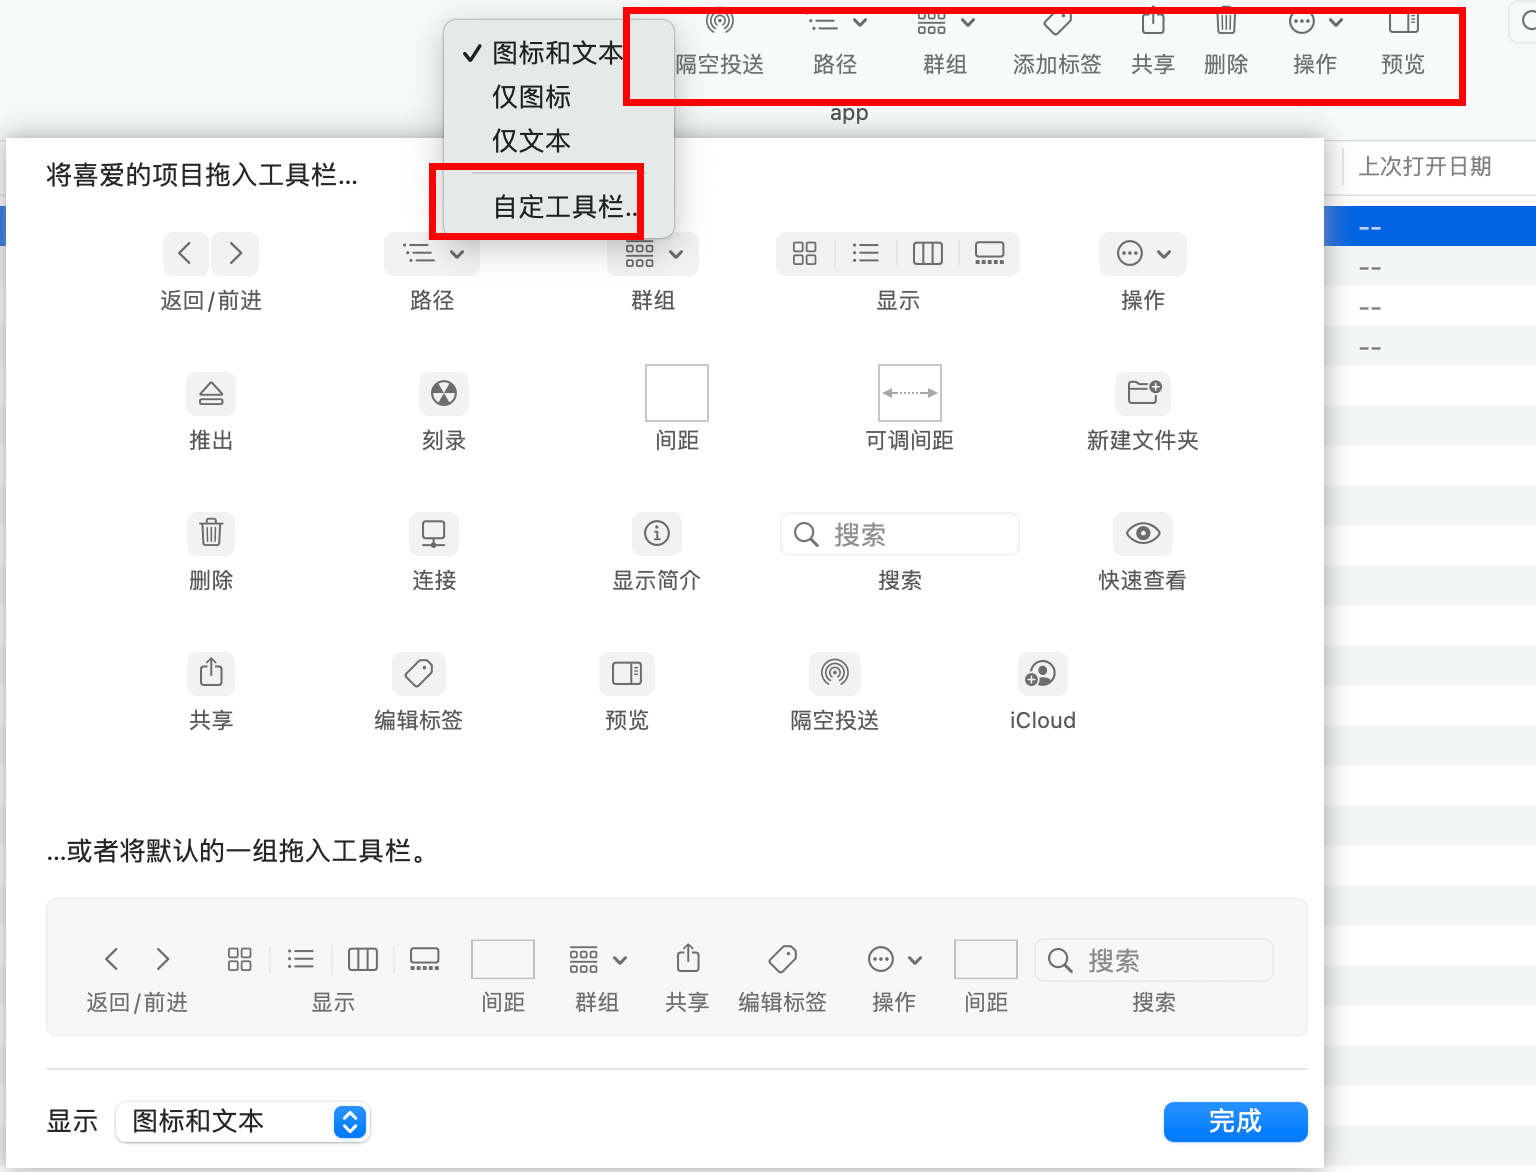 图标和文本
仅图标
仅文本
自定工具栏..
隔空投送 路径 群组 添加标签 共享 删除 操作 预览
app
上次打开日期
--
--
--
--
将喜爱的项目拖入工具栏...
返回/前进 路径 群组 显示 操作
推出 刻录 间距 可调间距 新建文件夹
搜索
删除 连接 显示简介 搜索 快速查看
共享 编辑标签 预览 隔空投送 iCloud
...或者将默认的一组拖入工具栏。
搜索
返回/前进 显示 间距 群组 共享 编辑标签 操作 间距 搜索
显示 图标和文本 完成